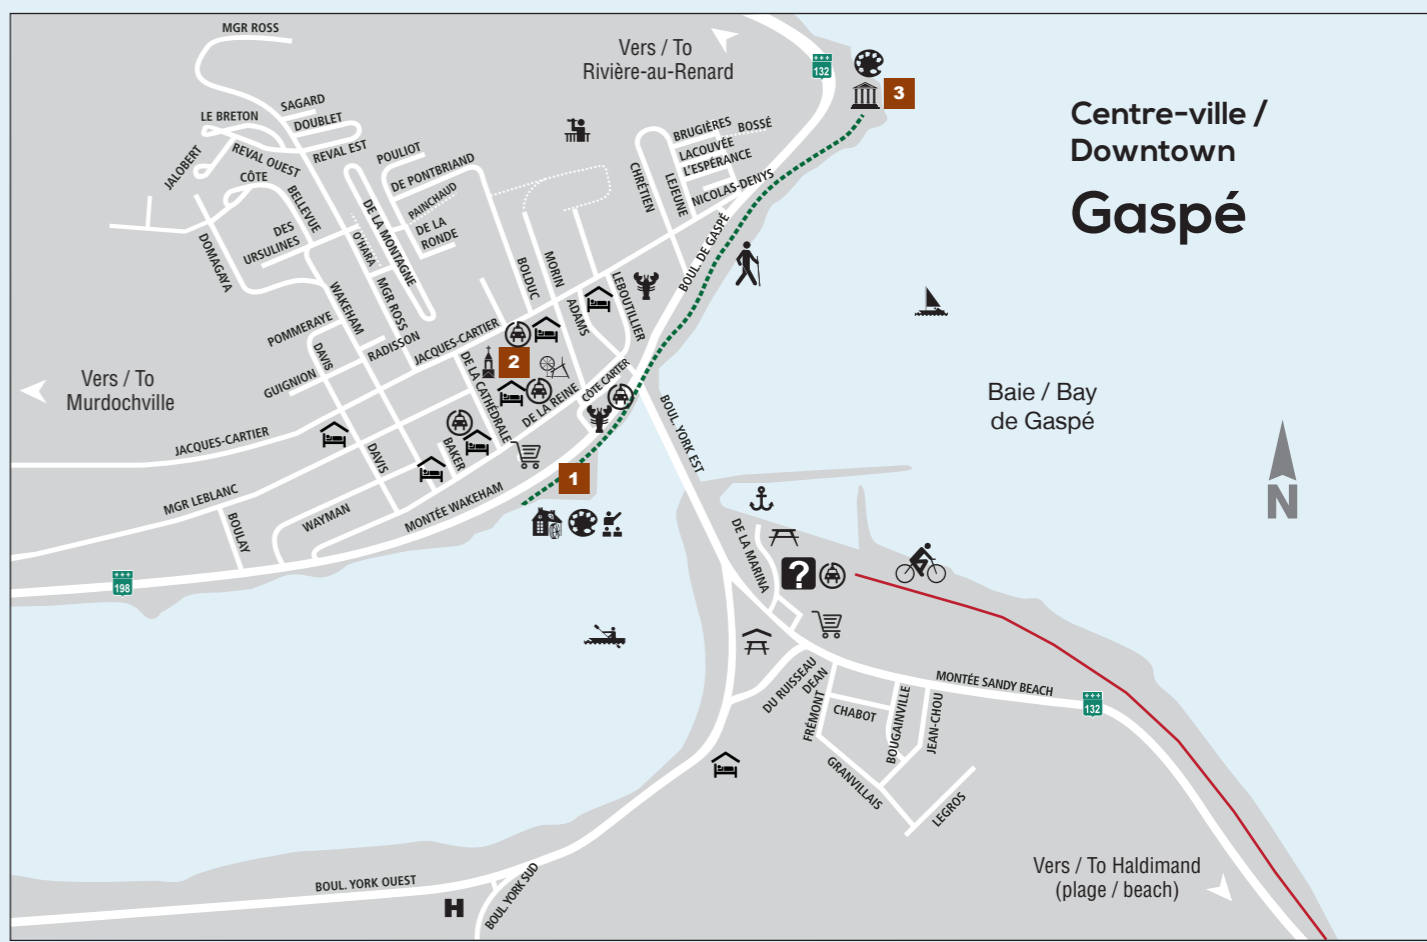 MGR ROSS
Vers / To
Rivière-au-Renard
132
3
Centre-ville /
Downtown
Gaspé
SAGARD
LE BRETON
DOUBLET
BRUGIÈRES
BOSSÉ
REVAL OUEST
REVAL EST
POULIOT
LACOUVÉE
L'ESPÉRANCE
JALOBERT
CÔTE
DE PONTBRIAND
CHRÉTIEN
LEJEUNE
NICOLAS-DENYS
BELLEVUE
PAINCHAUD
DES
URSULINES
DE LA MONTAGNE
DE LA
RONDE
DOMAGAYA
O'HARA
BOUL. DE GASPÉ
BOLDUC
MORIN
WAKEHAM
MGR ROSS
ADAMS
LEBOUTILLIER
POMMERAYE
RADISSON
JACQUES-CARTIER
DAVIS
2
Vers / To
Murdochville
GUIGNION
DE LA CATHÉDRALE
DE LA REINE
CÔTE CARTER
Baie / Bay
de Gaspé
JACQUES-CARTIER
DAVIS
BAKER
BOUL. YORK EST
N
1
MGR LEBLANC
BOULAY
WAYMAN
MONTÉE WAKEHAM
198
DE LA MARINA
?
DU RUISSEAU
DEAN
MONTÉE SANDY BEACH
132
FRÉMONT
CHABOT
BOUGAINVILLE
JEAN-CHOU
GRANVILLAIS
LEGROS
Vers / To Haldimand
(plage / beach)
BOUL. YORK OUEST
H
BOUL. YORK SUD